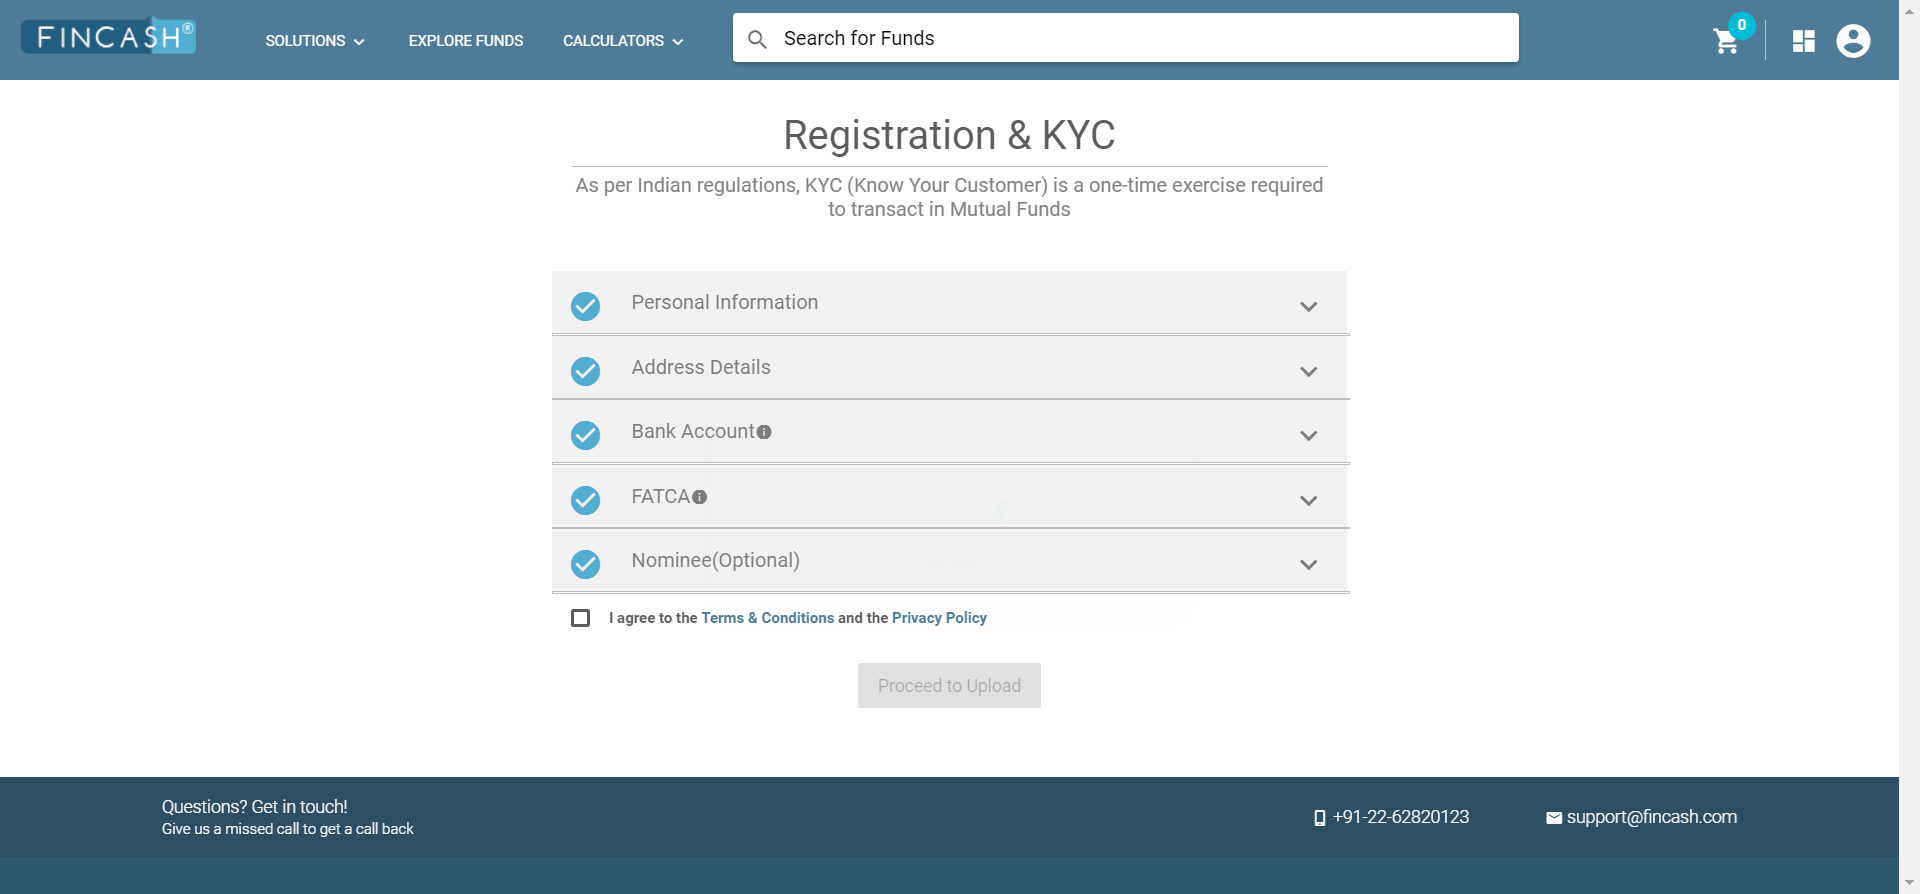 FINCASH®
SOLUTIONS
EXPLORE FUNDS
CALCULATORS
Search for Funds
0
Registration & KYC
As per Indian regulations, KYC (Know Your Customer) is a one-time exercise required
to transact in Mutual Funds
Personal Information
Address Details
Bank Account
FATCA
Nominee(Optional)
I agree to the Terms & Conditions and the Privacy Policy
Proceed to Upload
Questions? Get in touch!
Give us a missed call to get a call back
+91-22-62820123
support@fincash.com